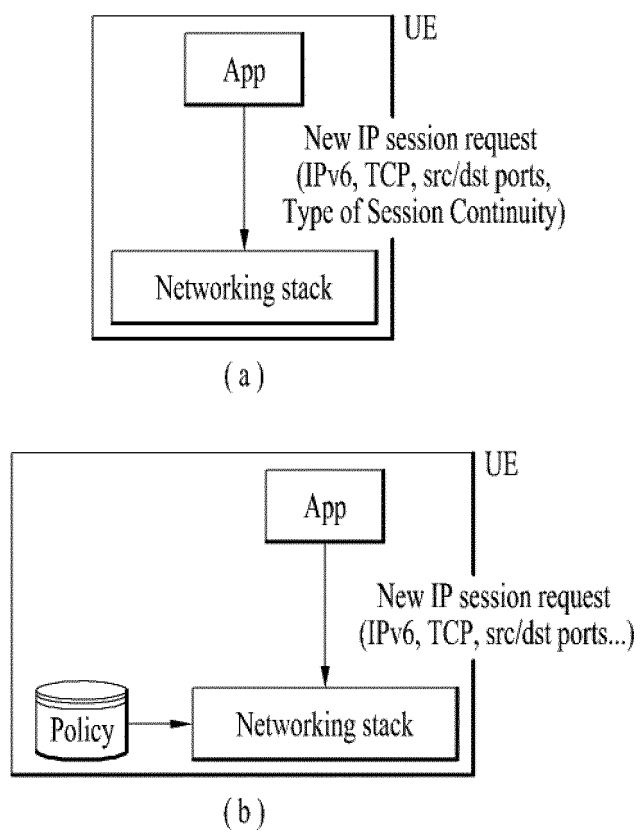 UE
App
New IP session request
(IPv6, TCP, src/dst ports,
Type of Session Continuity)
Networking stack
( a )
UE
App
New IP session request
(IPv6, TCP, src/dst ports...)
Policy
Networking stack
( b )